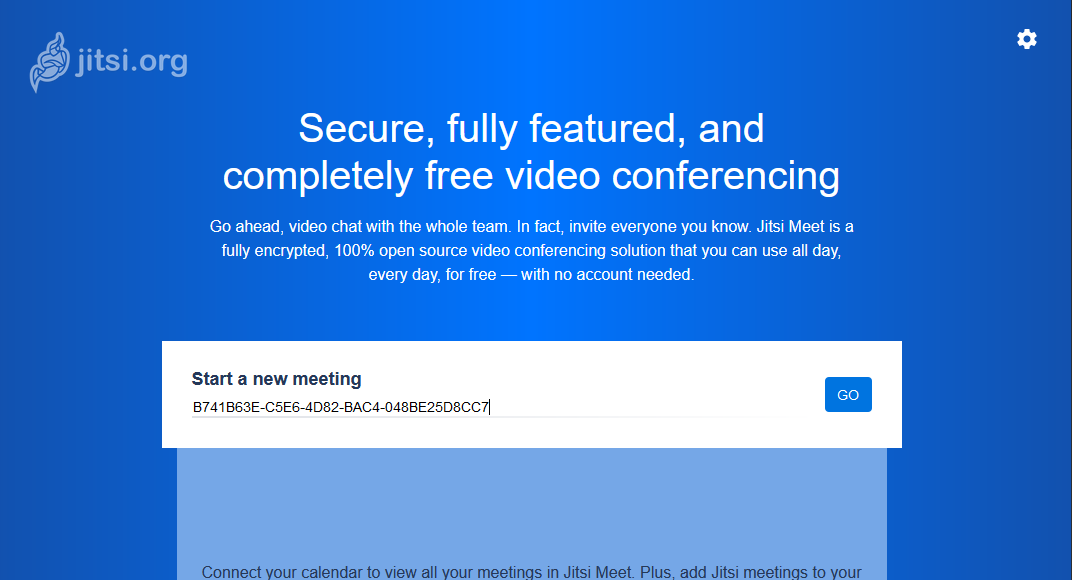 jitsi.org
Secure, fully featured, and
completely free video conferencing
Go ahead, video chat with the whole team. In fact, invite everyone you know. Jitsi Meet is a
fully encrypted, 100% open source video conferencing solution that you can use all day,
every day, for free — with no account needed.
Start a new meeting
B741B63E-C5E6-4D82-BAC4-048BE25D8CC7
GO
Connect your calendar to view all your meetings in Jitsi Meet. Plus, add Jitsi meetings to your